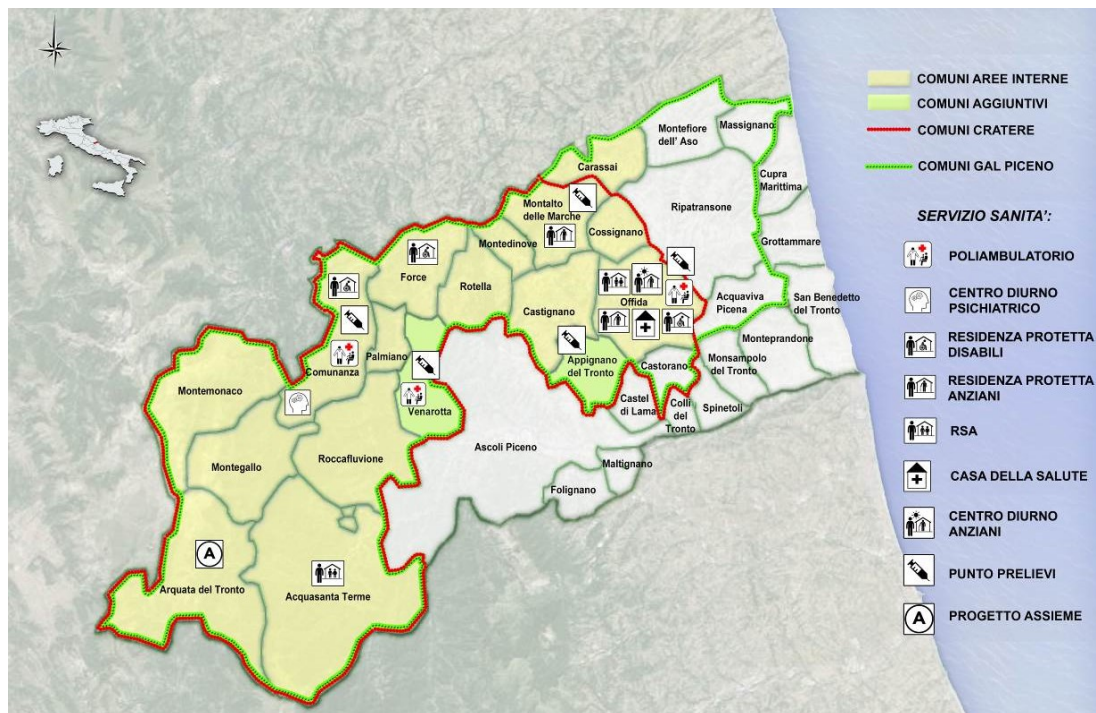 COMUNI AREE INTERNE
COMUNI AGGIUNTIVI
COMUNI CRATERE
COMUNI GAL PICENO
SERVIZIO SANITA':
POLIAMBULATORIO
CENTRO DIURNO
PSICHIATRICO
RESIDENZA PROTETTA
DISABILI
RESIDENZA PROTETTA
ANZIANI
RSA
CASA DELLA SALUTE
CENTRO DIURNO
ANZIANI
PUNTO PRELIEVI
A
PROGETTO ASSIEME
Montefiore
dell' Aso
Massignano
Carassai
Cupra
Marittima
Ripatransone
Montalto
delle Marche
Cossignano
Montedinove
Grottammare
Force
Rotella
Offida
Acquaviva
Picena
San Benedetto
del Tronto
Castignano
Monteprandone
Palmiano
Comunanza
Appignano
del Tronto
Castorano
Monsampolo
del Tronto
Montemonaco
Venarotta
Castel
di Lama
Colli
del
Tronto
Spinetoli
Ascoli Piceno
Roccafluvione
Montegallo
Maltignano
Folignano
A
Arquata del Tronto
Acquasanta Terme